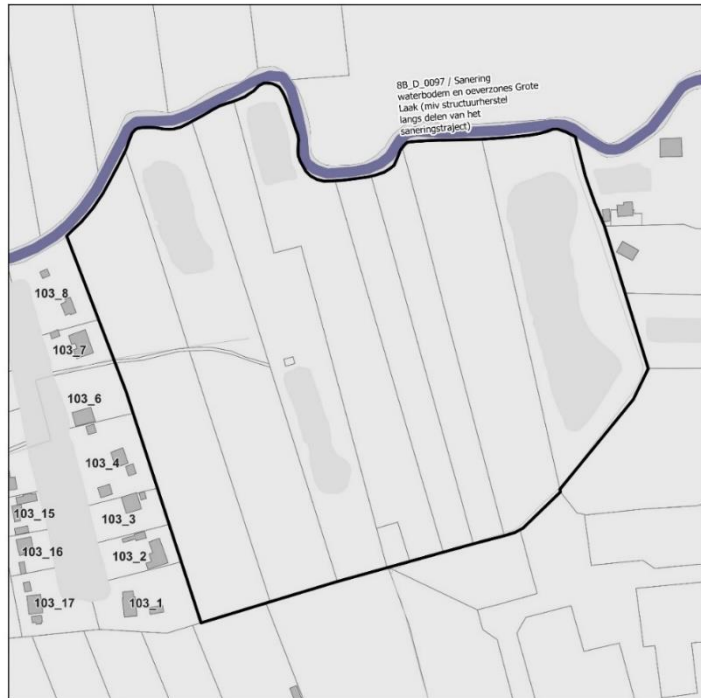 8B_D_0097 / Sanering
waterbodem en oeverzones Grote
Laak (miv structuurherstel
langs delen van het
saneringstraject)
103_8
103_7
103_6
103_4
103_15
103_3
103_16
103_2
103_17
103_1